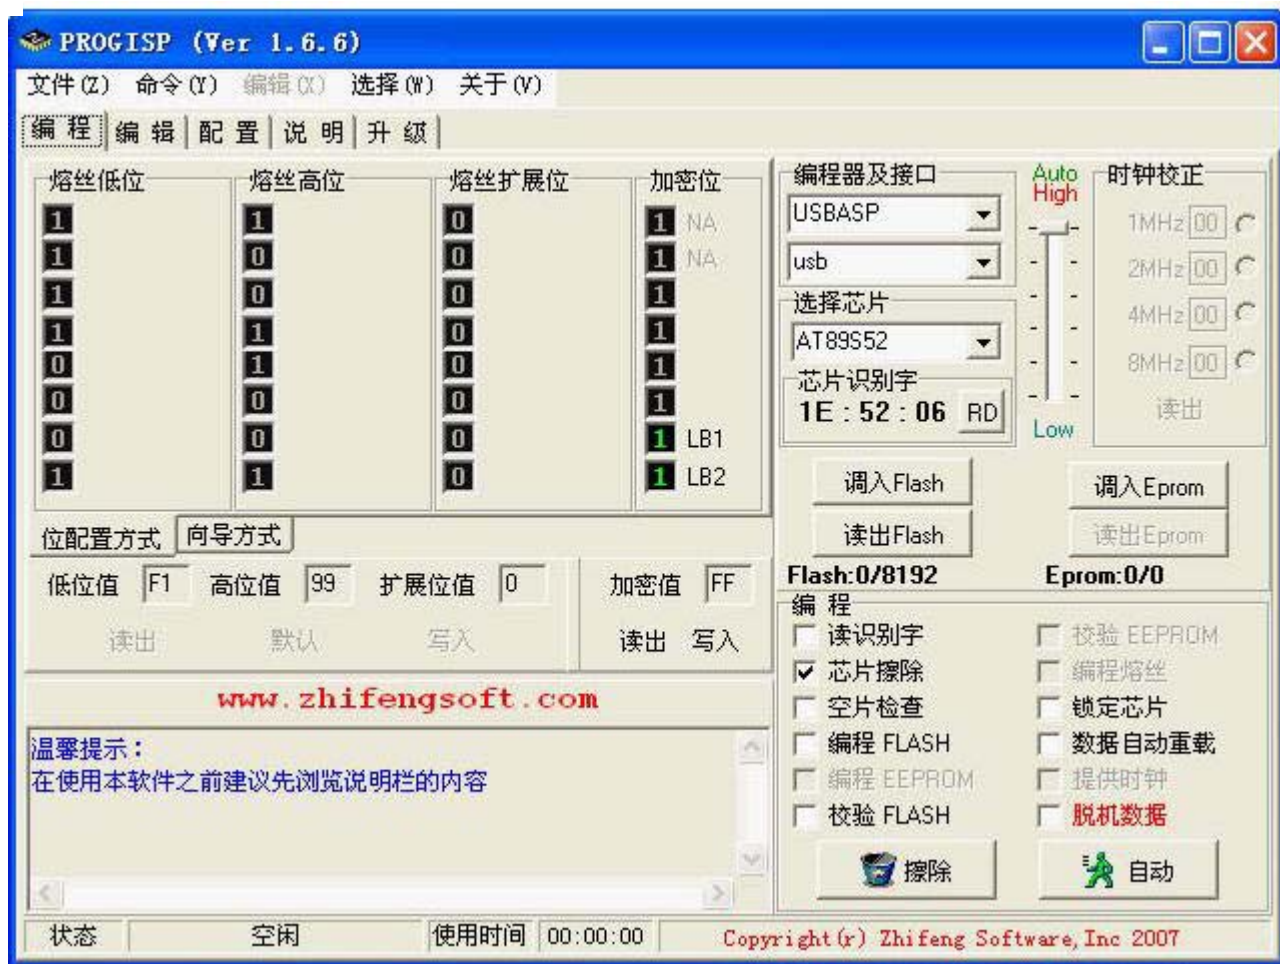 PROGISP (Ver 1.6.6)
文件(Z) 命令(Y) 编辑(X) 选择(W) 关于(V)
编 程 编 辑 配 置 说 明 升 级
熔丝低位 熔丝高位 熔丝扩展位 加密位
1 1 0 1 NA
1 0 0 1 NA
1 0 0 1
1 1 0 1
0 1 0 1
0 0 0 1
0 0 0 1 LB1
1 1 0 1 LB2
位配置方式 向导方式
低位值 F1 高位值 99 扩展位值 0 加密值 FF
读出 默认 写入 读出 写入
www.zhifengsoft.com
温馨提示：
在使用本软件之前建议先浏览说明栏的内容
编程器及接口
USBASP
usb
选择芯片
AT89S52
芯片识别字
1E : 52 : 06 RD
Auto
High
Low
时钟校正
1MHz 00
2MHz 00
4MHz 00
8MHz 00
读出
调入Flash 调入Eprom
读出Flash 读出Eprom
Flash:0/8192 Eprom:0/0
编 程
读识别字 校验 EEPROM
芯片擦除 编程熔丝
空片检查 锁定芯片
编程 FLASH 数据自动重载
编程 EEPROM 提供时钟
校验 FLASH 脱机数据
擦除 自动
状态 空闲 使用时间 00:00:00 Copyright(r) Zhifeng Software,Inc 2007